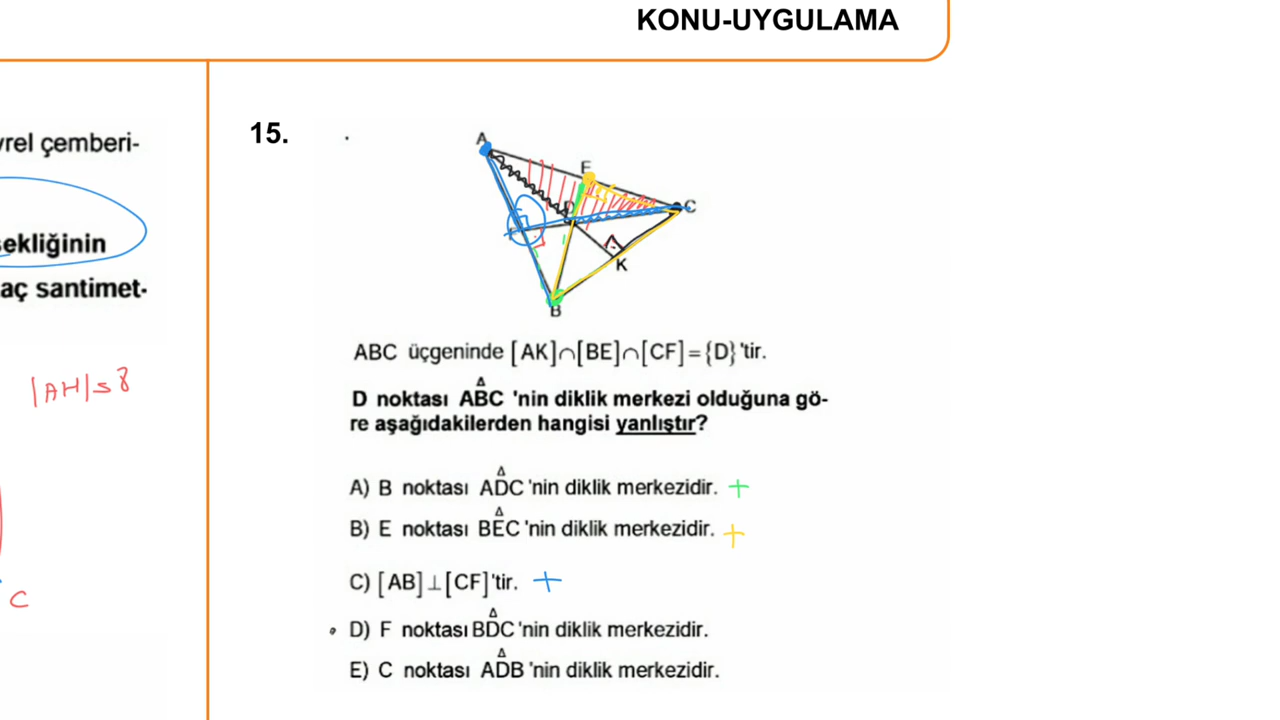 KONU-UYGULAMA
vrel çemberi-
sekliğinin
aç santimet-
|AH|≤8
C
15.
A
E
D
C
K
B
ABC üçgeninde [AK]∩[BE]∩[CF]={D}'tir.
D noktası ABC 'nin diklik merkezi olduğuna gö-
re aşağıdakilerden hangisi yanlıştır?
A) B noktası ADC 'nin diklik merkezidir. +
B) E noktası BEC 'nin diklik merkezidir. +
C) [AB]⊥[CF]'tir. +
D) F noktası BDC 'nin diklik merkezidir.
E) C noktası ADB 'nin diklik merkezidir.